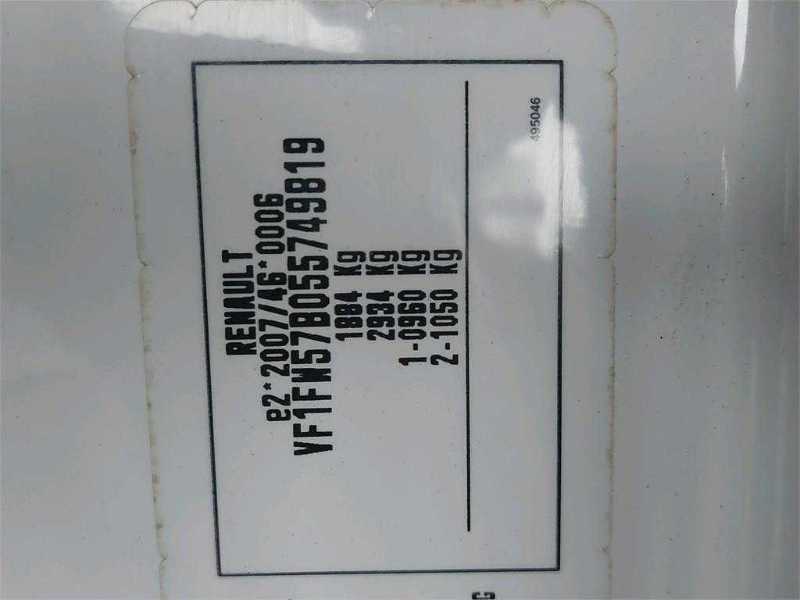 RENAULT
e2*2007/46*0006
VF1FW57B055749819
1884 Kg
2934 Kg
1-0960 Kg
2-1050 Kg
495046